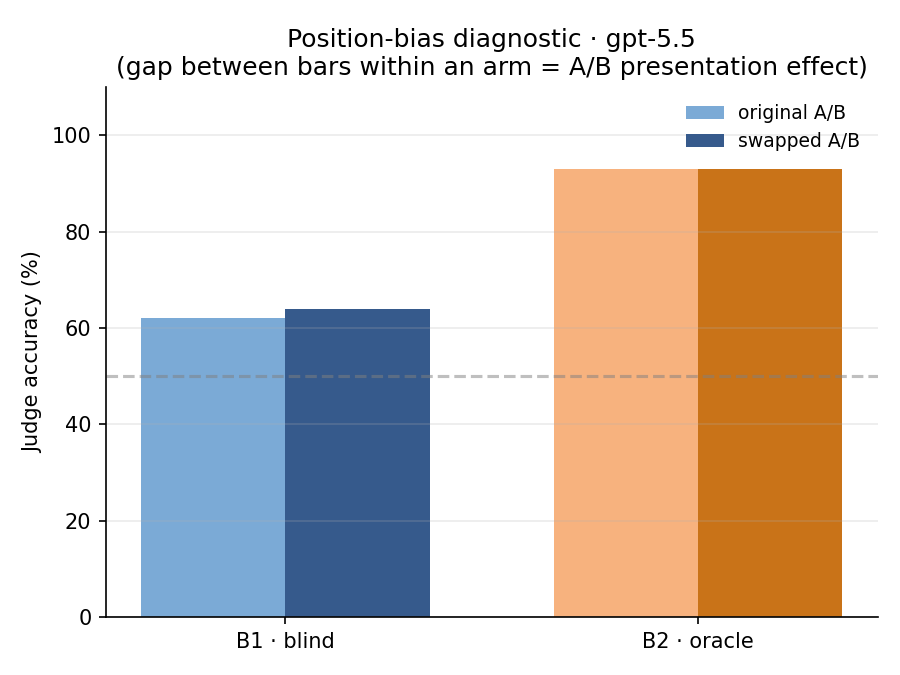 Position-bias diagnostic · gpt-5.5
(gap between bars within an arm = A/B presentation effect)
original A/B
swapped A/B
100
80
60
40
20
0
Judge accuracy (%)
B1 · blind
B2 · oracle